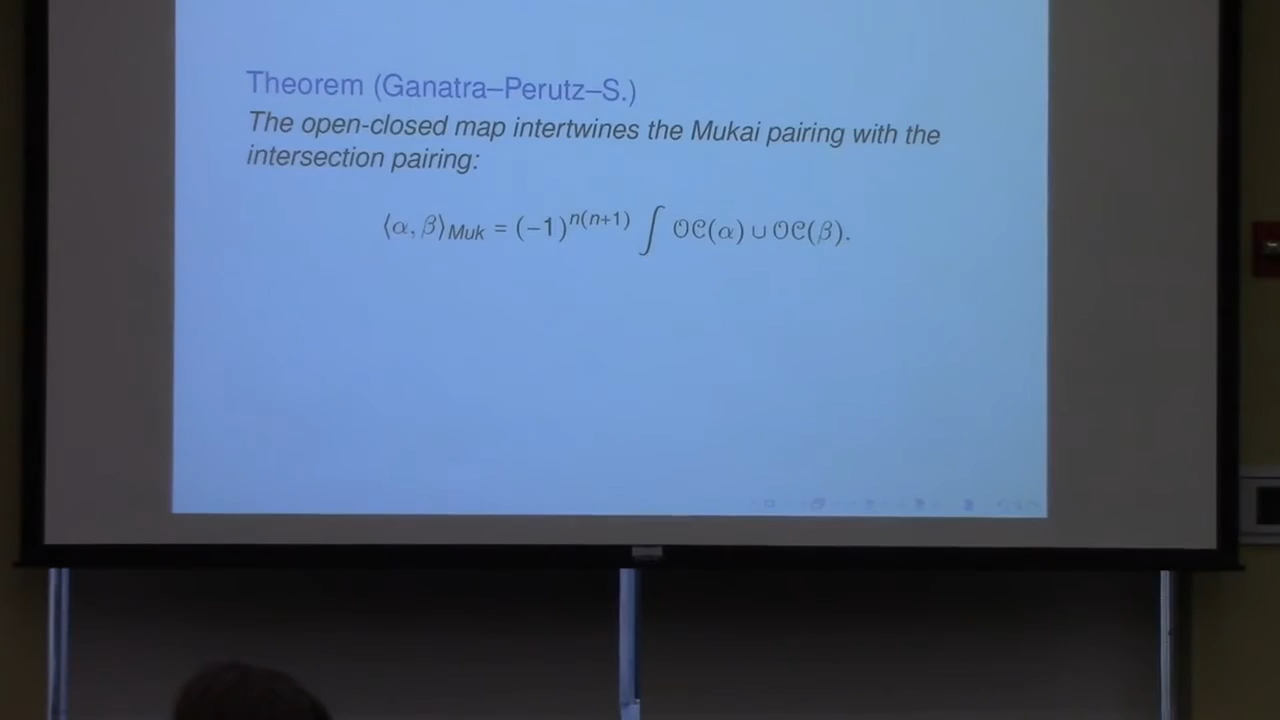 Theorem (Ganatra–Perutz–S.)
The open-closed map intertwines the Mukai pairing with the
intersection pairing:
⟨α, β⟩_Muk = (−1)^{n(n+1)} ∫ 𝒪𝒞(α) ∪ 𝒪𝒞(β).